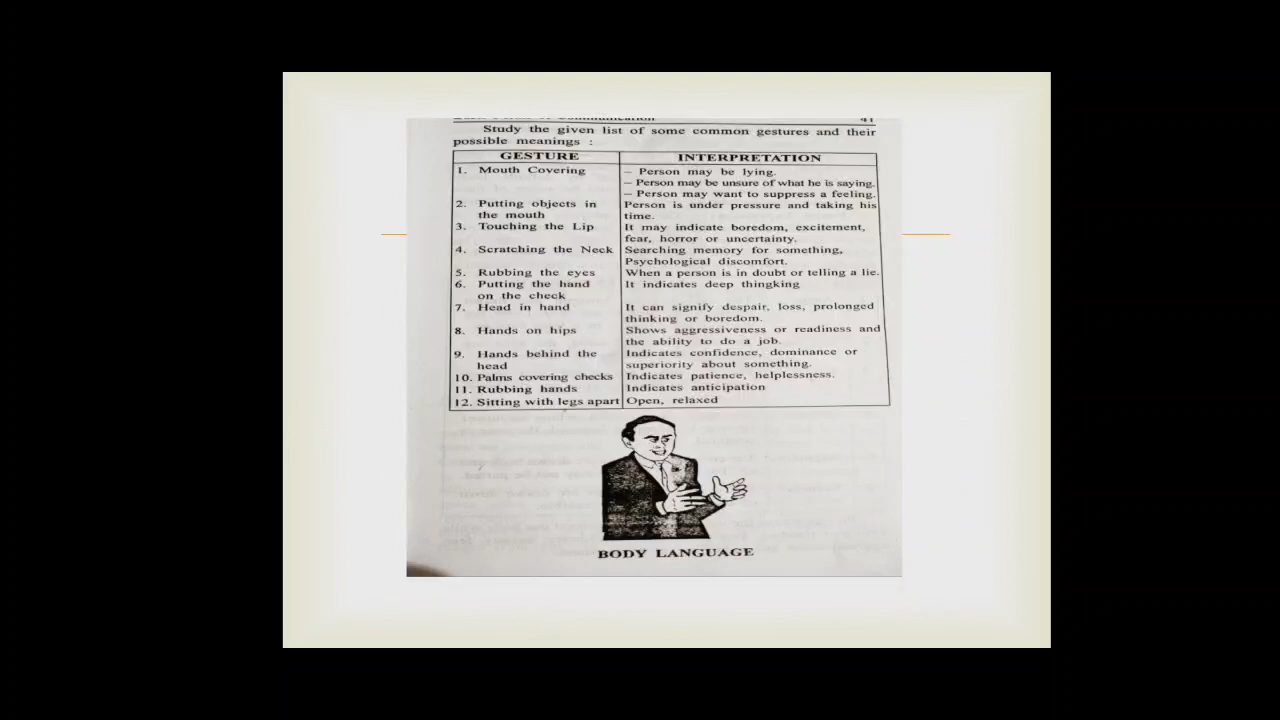 41
Study the given list of some common gestures and their
possible meanings :
GESTURE INTERPRETATION
1. Mouth Covering – Person may be lying.
– Person may be unsure of what he is saying.
– Person may want to suppress a feeling.
2. Putting objects in Person is under pressure and taking his
the mouth time.
3. Touching the Lip It may indicate boredom, excitement,
fear, horror or uncertainty.
4. Scratching the Neck Searching memory for something,
Psychological discomfort.
5. Rubbing the eyes When a person is in doubt or telling a lie.
6. Putting the hand It indicates deep thingking
on the check
7. Head in hand It can signify despair, loss, prolonged
thinking or boredom.
8. Hands on hips Shows aggressiveness or readiness and
the ability to do a job.
9. Hands behind the Indicates confidence, dominance or
head superiority about something.
10. Palms covering checks Indicates patience, helplessness.
11. Rubbing hands Indicates anticipation
12. Sitting with legs apart Open, relaxed
BODY LANGUAGE